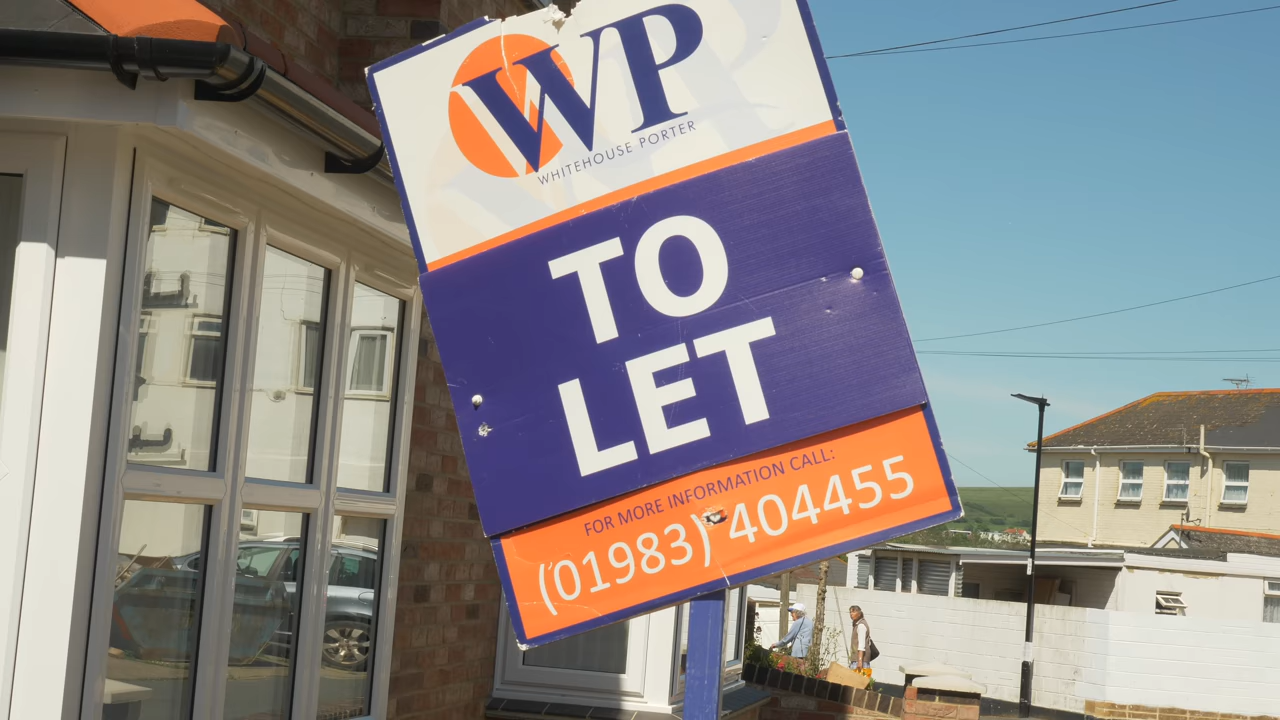 WP
WHITEHOUSE PORTER
TO
LET
FOR MORE INFORMATION CALL:
(01983) 404455